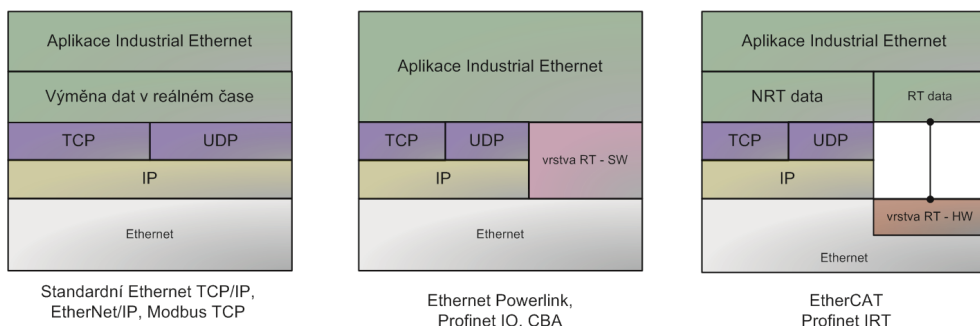 Aplikace Industrial Ethernet
Výměna dat v reálném čase
TCP
UDP
IP
Ethernet
Standardní Ethernet TCP/IP,
EtherNet/IP, Modbus TCP
Aplikace Industrial Ethernet
TCP
UDP
vrstva RT - SW
IP
Ethernet
Ethernet Powerlink,
Profinet IO, CBA
Aplikace Industrial Ethernet
NRT data
RT data
TCP
UDP
IP
vrstva RT - HW
Ethernet
EtherCAT
Profinet IRT